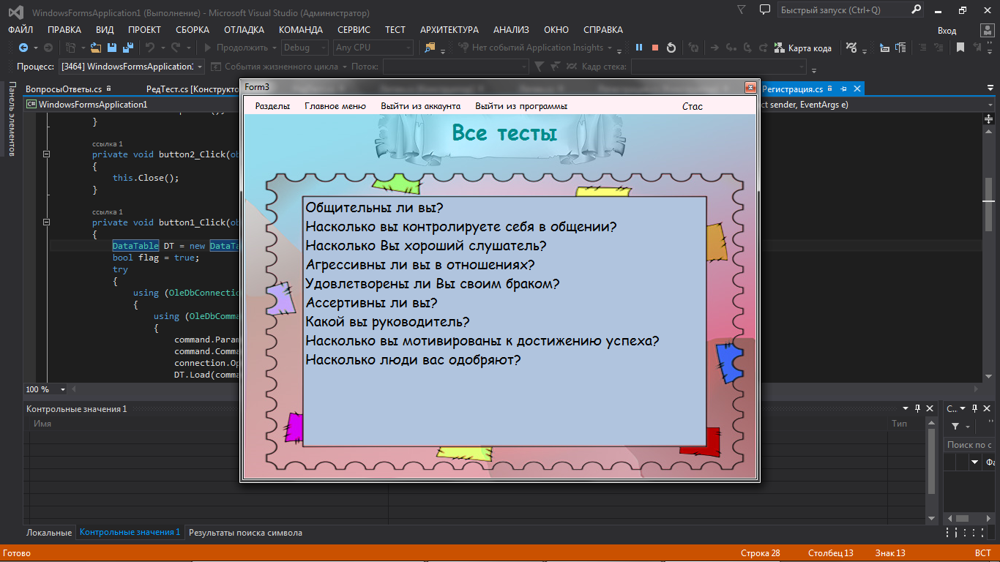 WindowsFormsApplication1 (Выполнение) - Microsoft Visual Studio (Администратор)
Быстрый запуск (Ctrl+Q)
ФАЙЛ ПРАВКА ВИД ПРОЕКТ СБОРКА ОТЛАДКА КОМАНДА СЕРВИС ТЕСТ АРХИТЕКТУРА АНАЛИЗ ОКНО СПРАВКА
Вход
Продолжить Debug Any CPU Нет событий Application Insights Карта кода
Процесс: [3464] WindowsFormsApplication События жизненного цикла Поток: Кадр стека:
Панель элементов
ВопросыОтветы.cs РедТест.cs [Конструкто Регистрация.cs
C# WindowsFormsApplication1 ct sender, EventArgs e)
}
ссылка 1
private void button2_Click(ob
{
this.Close();
}
ссылка 1
private void button1_Click(ob
{
DataTable DT = new DataTa
bool flag = true;
try
{
using (OleDbConnectio
{
using (OleDbComma
{
command.Param
command.Comma
connection.Op
DT.Load(comma
100 %
Form3
Разделы Главное меню Выйти из аккаунта Выйти из программы Стас
Все тесты
Общительны ли вы?
Насколько вы контролируете себя в общении?
Насколько Вы хороший слушатель?
Агрессивны ли вы в отношениях?
Удовлетворены ли Вы своим браком?
Ассертивны ли вы?
Какой вы руководитель?
Насколько вы мотивированы к достижению успеха?
Насколько люди вас одобряют?
Контрольные значения 1
Имя Тип
С...
Поиск по с
Фа
Локальные Контрольные значения 1 Результаты поиска символа
Готово Строка 28 Столбец 13 Знак 13 ВСТ